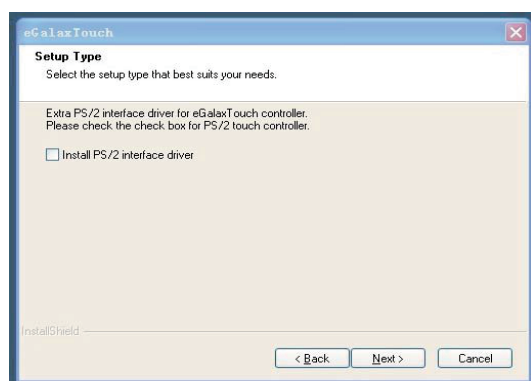 eGalaxTouch
Setup Type
Select the setup type that best suits your needs.
Extra PS/2 interface driver for eGalaxTouch controller.
Please check the check box for PS/2 touch controller.
Install PS/2 interface driver
InstallShield
< Back Next > Cancel